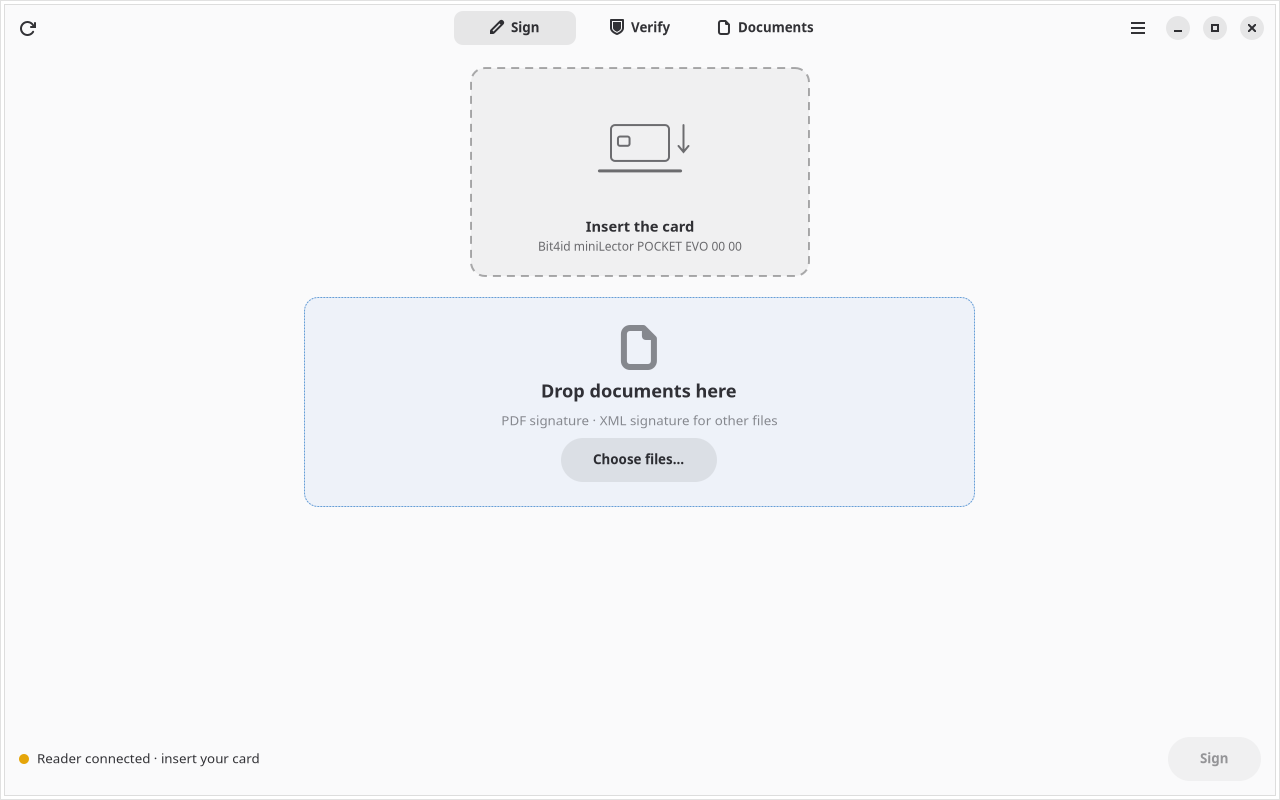 Sign
Verify
Documents
Insert the card
Bit4id miniLector POCKET EVO 00 00
Drop documents here
PDF signature · XML signature for other files
Choose files...
Reader connected · insert your card
Sign